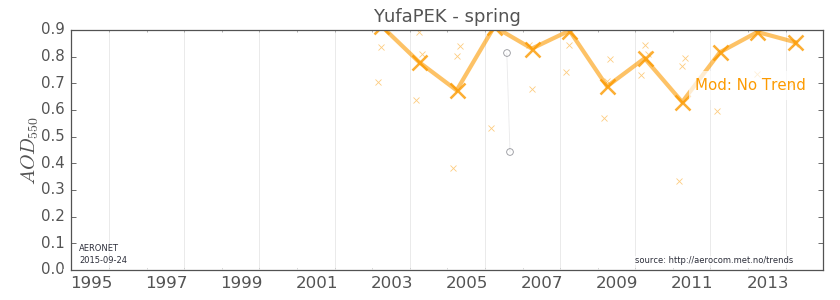 YufaPEK - spring
0.9
0.8
0.7
0.6
0.5
0.4
0.3
0.2
0.1
0.0
AOD550
Mod: No Trend
AERONET
2015-09-24
source: http://aerocom.met.no/trends
1995 1997 1999 2001 2003 2005 2007 2009 2011 2013